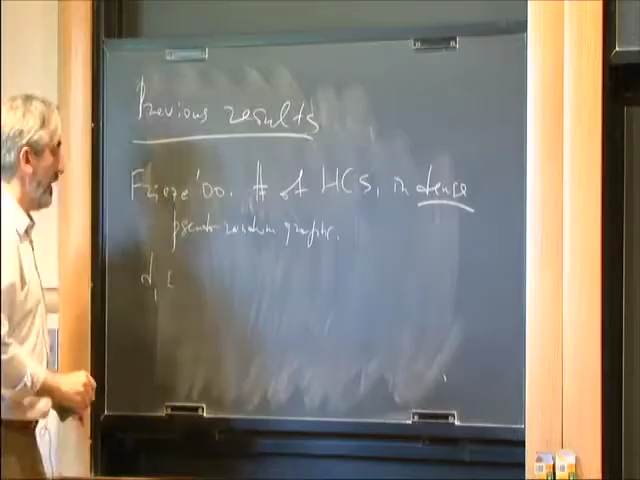 Previous results
Frieze '00. # of HCs, in dense
pseudo-random graphs.
d,